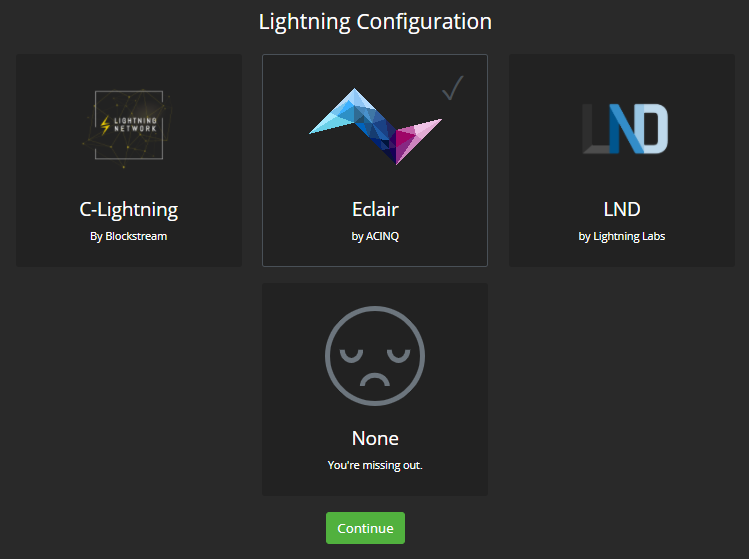 Lightning Configuration
LIGHTNING
NETWORK
C-Lightning
By Blockstream
Eclair
by ACINQ
LND
LND
by Lightning Labs
None
You're missing out.
Continue